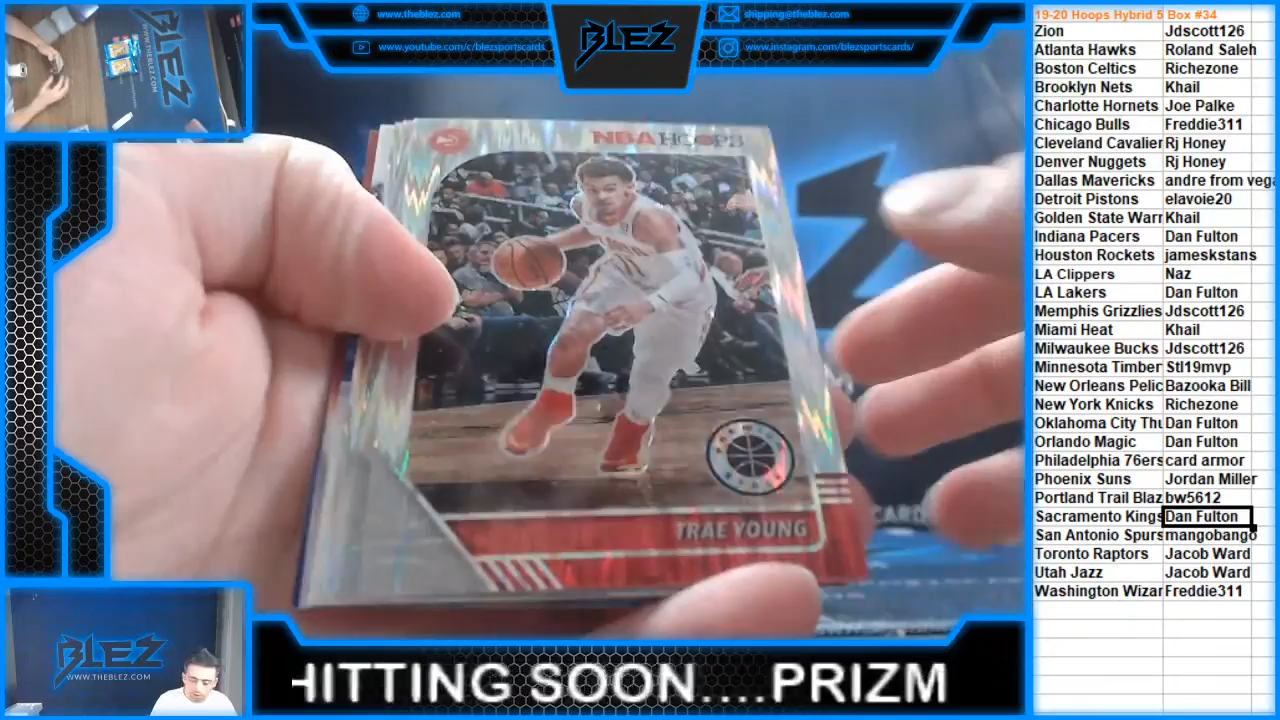 www.theblez.com
www.youtube.com/c/blezsportscards
BLEZ
shipping@theblez.com
www.instagram.com/blezsportscards/
BLEZ
WWW.THEBLEZ.COM
NBA HOOPS
TRAE YOUNG
CARD
BLEZ
WWW.THEBLEZ.COM
HITTING SOON....PRIZM
19-20 Hoops Hybrid 5 Box #34
Zion Jdscott126
Atlanta Hawks Roland Saleh
Boston Celtics Richezone
Brooklyn Nets Khail
Charlotte Hornets Joe Palke
Chicago Bulls Freddie311
Cleveland Cavalier Rj Honey
Denver Nuggets Rj Honey
Dallas Mavericks andre from vega
Detroit Pistons elavoie20
Golden State Warr Khail
Indiana Pacers Dan Fulton
Houston Rockets jameskstans
LA Clippers Naz
LA Lakers Dan Fulton
Memphis Grizzlies Jdscott126
Miami Heat Khail
Milwaukee Bucks Jdscott126
Minnesota Timber Stl19mvp
New Orleans Pelic Bazooka Bill
New York Knicks Richezone
Oklahoma City Thu Dan Fulton
Orlando Magic Dan Fulton
Philadelphia 76ers card armor
Phoenix Suns Jordan Miller
Portland Trail Blaz bw5612
Sacramento Kings Dan Fulton
San Antonio Spurs mangobango
Toronto Raptors Jacob Ward
Utah Jazz Jacob Ward
Washington Wizar Freddie311